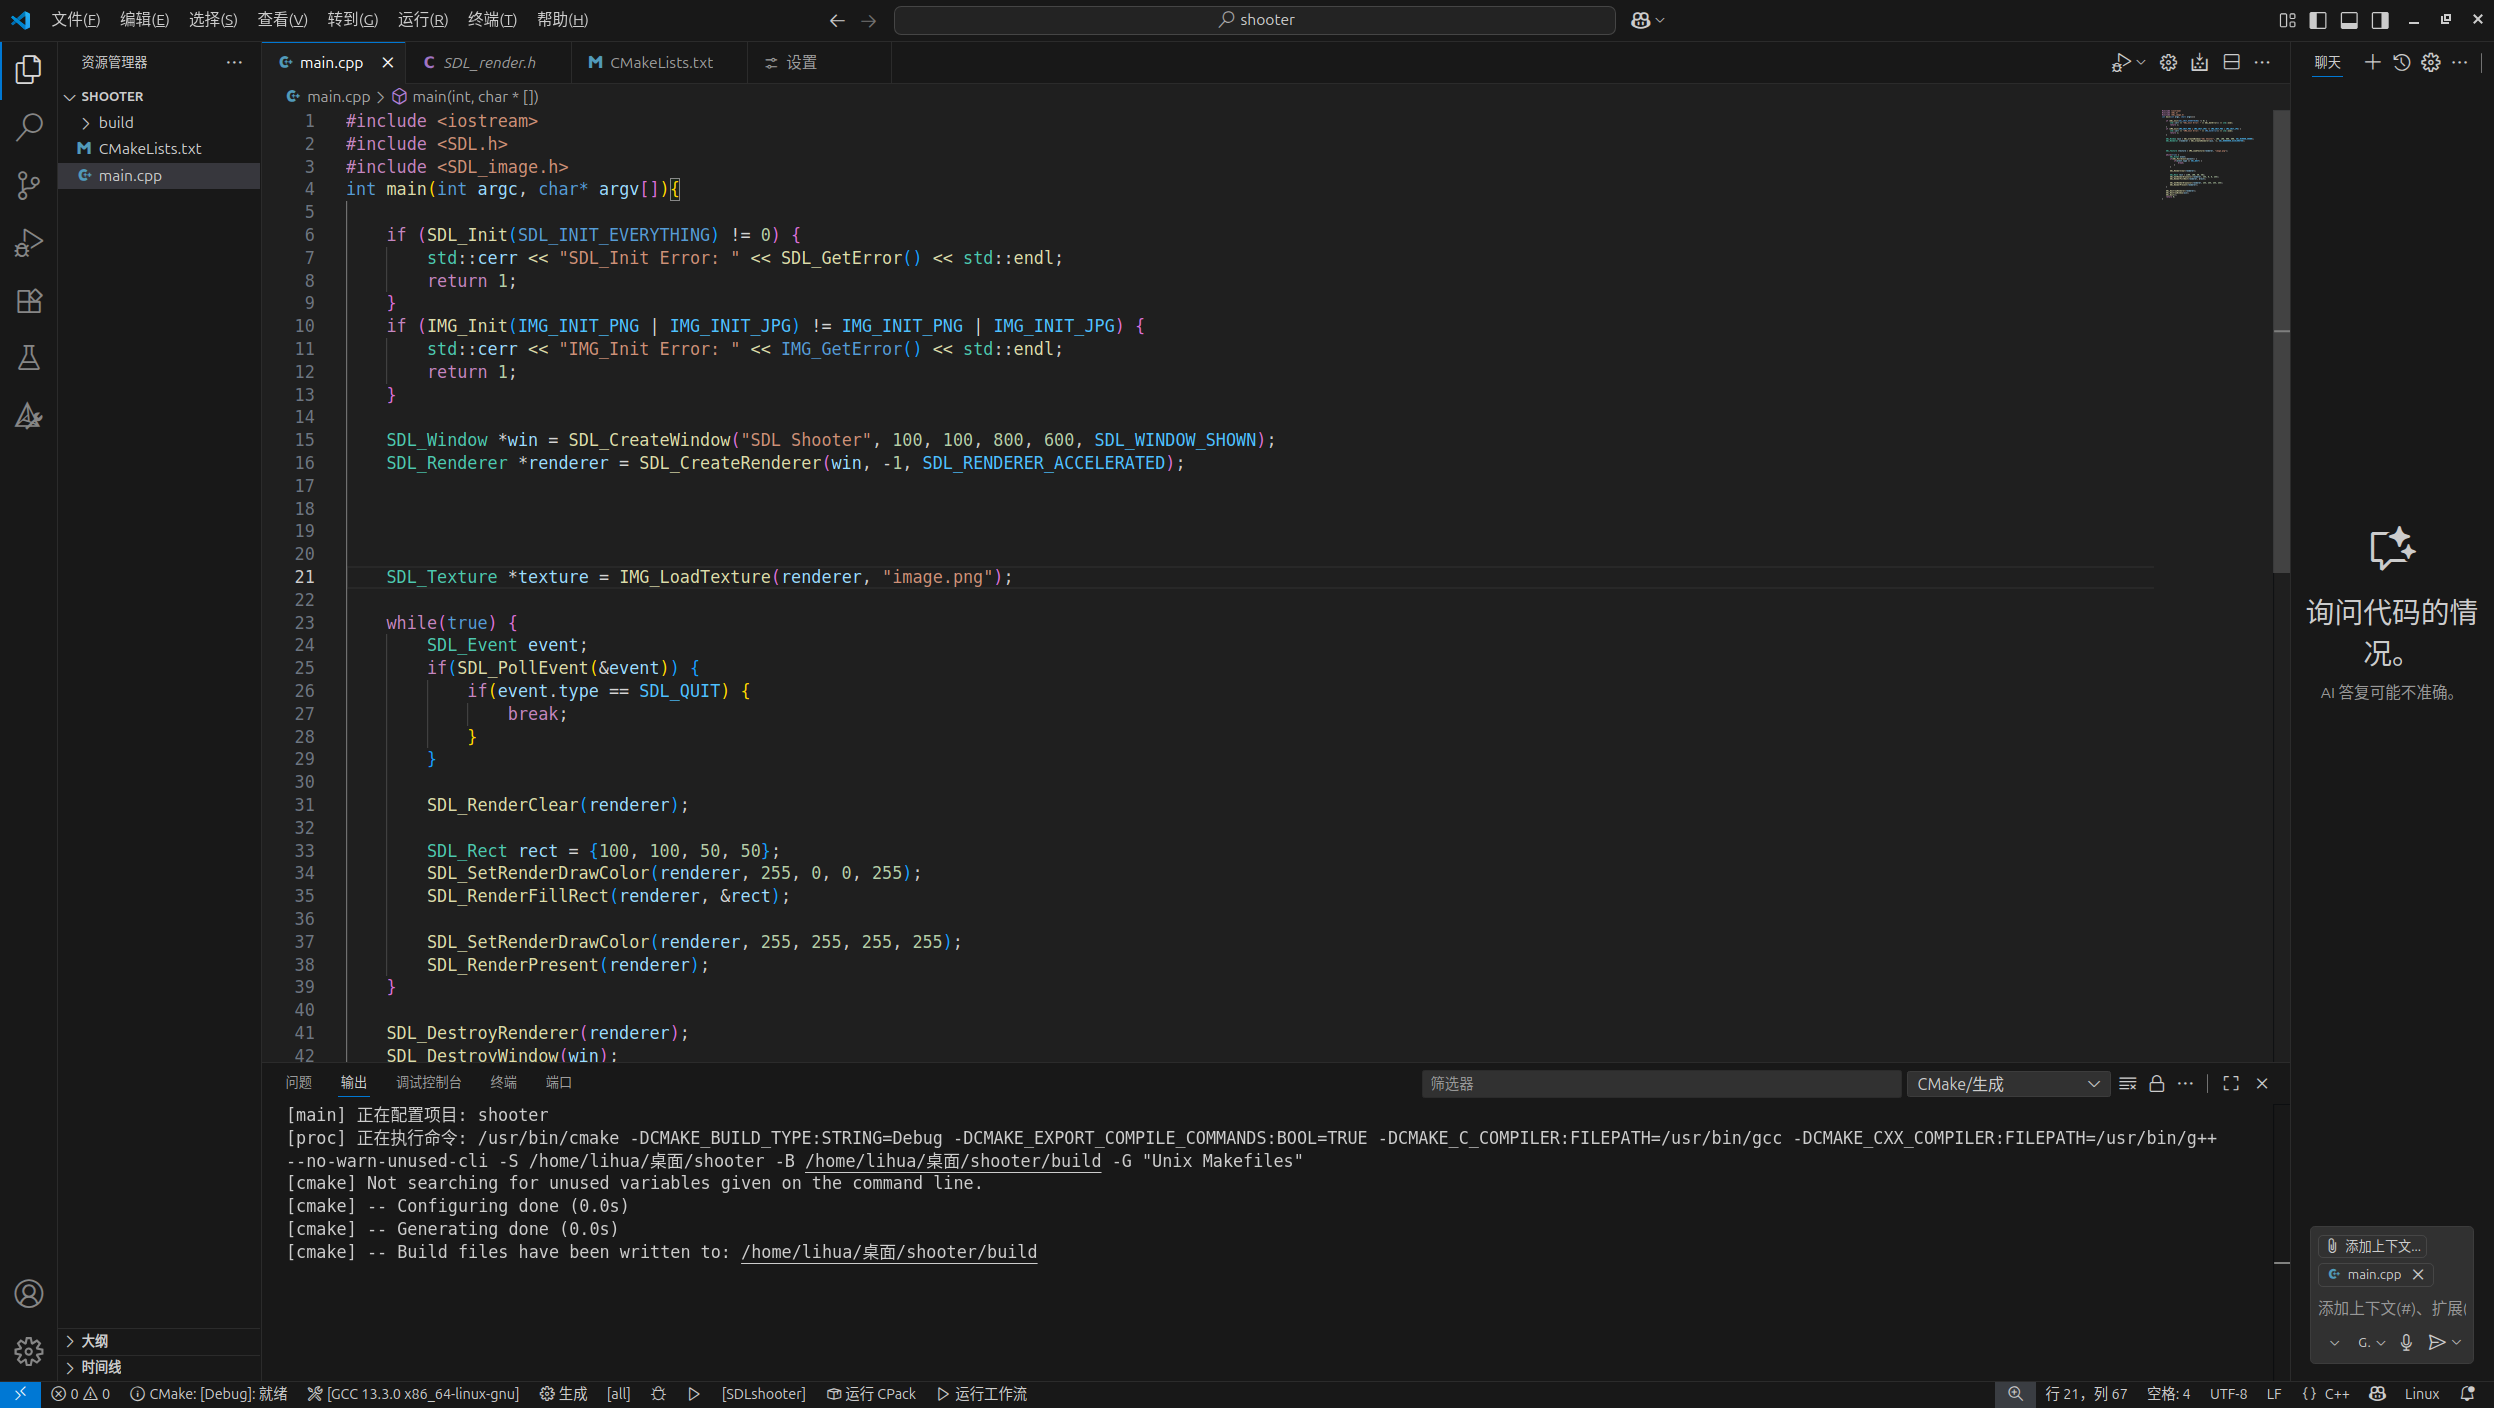 文件(F) 编辑(E) 选择(S) 查看(V) 转到(G) 运行(R) 终端(T) 帮助(H)
shooter
资源管理器
main.cpp
SDL_render.h
CMakeLists.txt
设置
聊天
SHOOTER
build
CMakeLists.txt
main.cpp
main.cpp > main(int, char * [])
1 #include <iostream>
2 #include <SDL.h>
3 #include <SDL_image.h>
4 int main(int argc, char* argv[]){
5
6 if (SDL_Init(SDL_INIT_EVERYTHING) != 0) {
7 std::cerr << "SDL_Init Error: " << SDL_GetError() << std::endl;
8 return 1;
9 }
10 if (IMG_Init(IMG_INIT_PNG | IMG_INIT_JPG) != IMG_INIT_PNG | IMG_INIT_JPG) {
11 std::cerr << "IMG_Init Error: " << IMG_GetError() << std::endl;
12 return 1;
13 }
14
15 SDL_Window *win = SDL_CreateWindow("SDL Shooter", 100, 100, 800, 600, SDL_WINDOW_SHOWN);
16 SDL_Renderer *renderer = SDL_CreateRenderer(win, -1, SDL_RENDERER_ACCELERATED);
17
18
19
20
21 SDL_Texture *texture = IMG_LoadTexture(renderer, "image.png");
22
23 while(true) {
24 SDL_Event event;
25 if(SDL_PollEvent(&event)) {
26 if(event.type == SDL_QUIT) {
27 break;
28 }
29 }
30
31 SDL_RenderClear(renderer);
32
33 SDL_Rect rect = {100, 100, 50, 50};
34 SDL_SetRenderDrawColor(renderer, 255, 0, 0, 255);
35 SDL_RenderFillRect(renderer, &rect);
36
37 SDL_SetRenderDrawColor(renderer, 255, 255, 255, 255);
38 SDL_RenderPresent(renderer);
39 }
40
41 SDL_DestroyRenderer(renderer);
42 SDL_DestroyWindow(win);
询问代码的情
况。
AI 答复可能不准确。
问题 输出 调试控制台 终端 端口
筛选器
CMake/生成
[main] 正在配置项目: shooter
[proc] 正在执行命令: /usr/bin/cmake -DCMAKE_BUILD_TYPE:STRING=Debug -DCMAKE_EXPORT_COMPILE_COMMANDS:BOOL=TRUE -DCMAKE_C_COMPILER:FILEPATH=/usr/bin/gcc -DCMAKE_CXX_COMPILER:FILEPATH=/usr/bin/g++
--no-warn-unused-cli -S /home/lihua/桌面/shooter -B /home/lihua/桌面/shooter/build -G "Unix Makefiles"
[cmake] Not searching for unused variables given on the command line.
[cmake] -- Configuring done (0.0s)
[cmake] -- Generating done (0.0s)
[cmake] -- Build files have been written to: /home/lihua/桌面/shooter/build
添加上下文...
main.cpp
添加上下文(#)、扩展(
G.
大纲
时间线
0 0 CMake: [Debug]: 就绪 [GCC 13.3.0 x86_64-linux-gnu] 生成 [all] [SDLshooter] 运行 CPack 运行工作流
行 21，列 67 空格: 4 UTF-8 LF {} C++ Linux